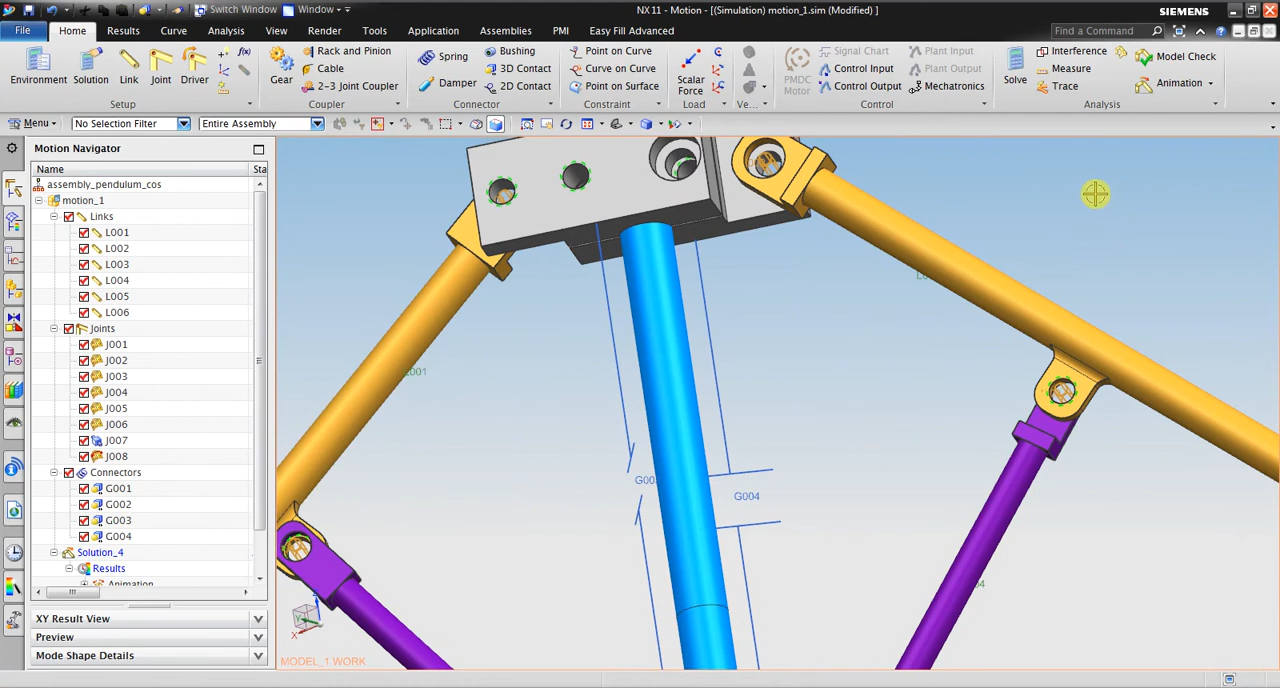 Switch Window Window NX 11 - Motion - [(Simulation) motion_1.sim (Modified) ] SIEMENS
File Home Results Curve Analysis View Render Tools Application Assemblies PMI Easy Fill Advanced Find a Command
Environment Solution Link Joint Driver f(x)
Setup
Gear Rack and Pinion
Cable
2-3 Joint Coupler
Coupler
Spring Bushing
Damper 3D Contact
2D Contact
Connector
Point on Curve
Curve on Curve
Point on Surface
Constraint
Scalar Force
Load
Ve...
PMDC Motor Signal Chart Plant Input
Control Input Plant Output
Control Output Mechatronics
Control
Solve Interference Model Check
Measure
Trace Animation
Analysis
Menu No Selection Filter Entire Assembly
Motion Navigator
Name Sta
assembly_pendulum_cos
motion_1
Links
L001
L002
L003
L004
L005
L006
Joints
J001
J002
J003
J004
J005
J006
J007
J008
Connectors
G001
G002
G003
G004
Solution_4
Results
Animation
XY Result View
Preview
Mode Shape Details
G004
X
MODEL_1 WORK